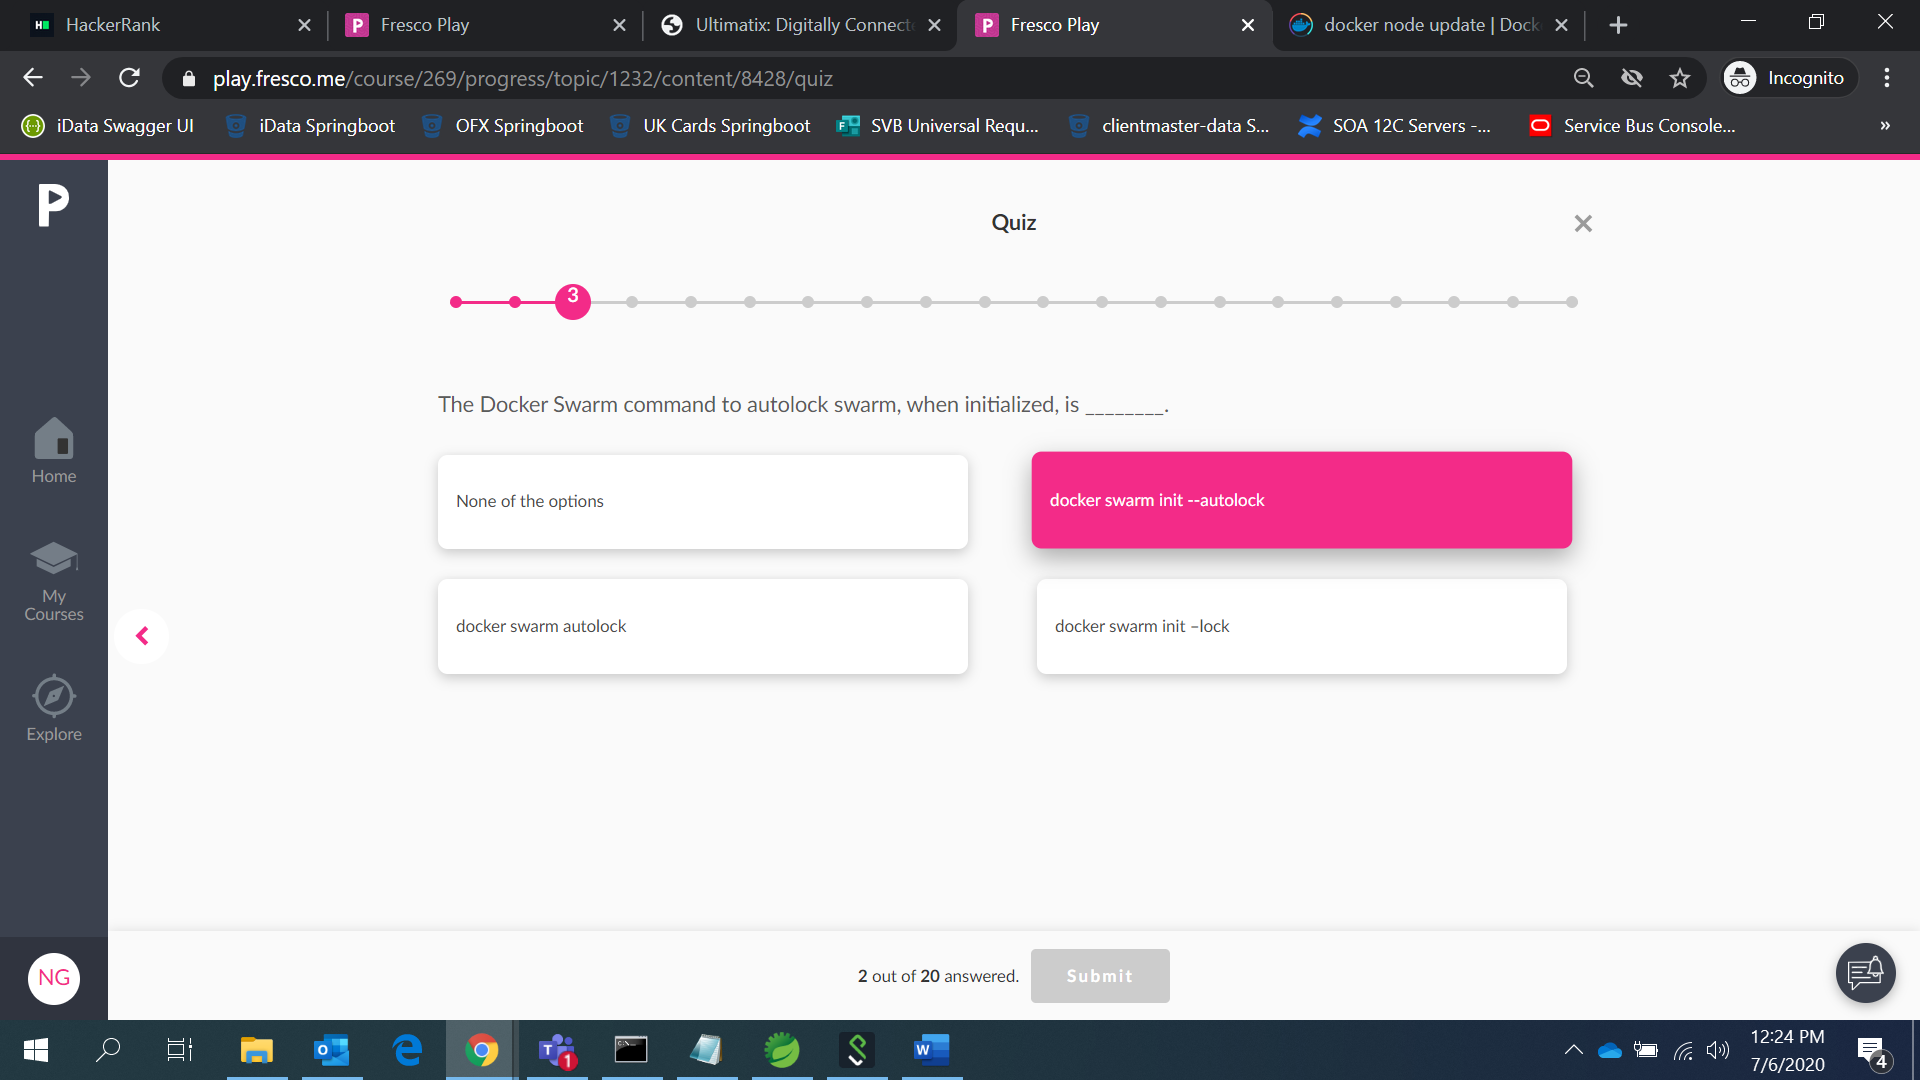 HackerRank
Fresco Play
Ultimatix: Digitally Connect
Fresco Play
docker node update | Dock
play.fresco.me/course/269/progress/topic/1232/content/8428/quiz
Incognito
iData Swagger UI
iData Springboot
OFX Springboot
UK Cards Springboot
SVB Universal Requ...
clientmaster-data S...
SOA 12C Servers -...
Service Bus Console...
»
Quiz
3
The Docker Swarm command to autolock swarm, when initialized, is ________.
None of the options
docker swarm init --autolock
docker swarm autolock
docker swarm init –lock
Home
My
Courses
Explore
NG
2 out of 20 answered.
Submit
12:24 PM
7/6/2020
1
4